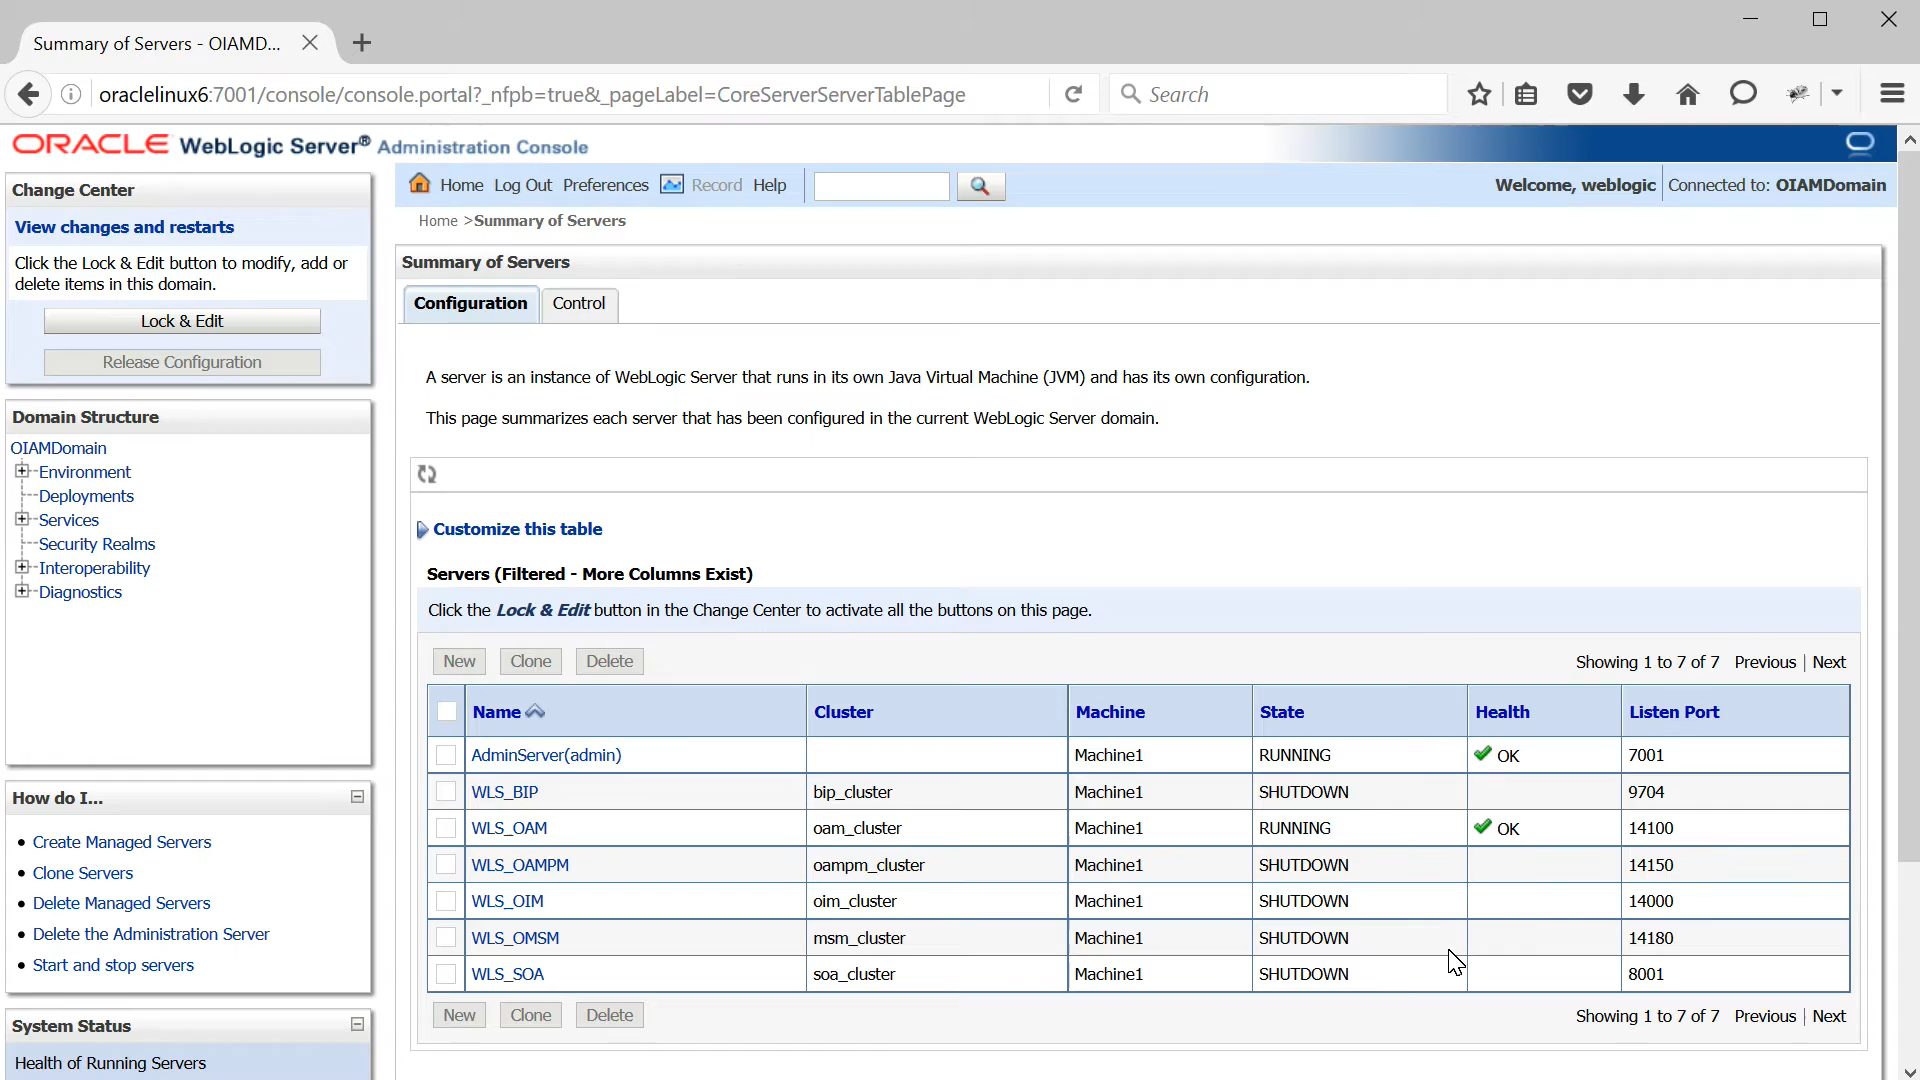 Summary of Servers - OIAMD...
oraclelinux6:7001/console/console.portal?_nfpb=true&_pageLabel=CoreServerServerTablePage
Search
ORACLE WebLogic Server® Administration Console
Change Center
View changes and restarts
Click the Lock & Edit button to modify, add or
delete items in this domain.
Lock & Edit
Release Configuration
Domain Structure
OIAMDomain
Environment
Deployments
Services
Security Realms
Interoperability
Diagnostics
How do I...
Create Managed Servers
Clone Servers
Delete Managed Servers
Delete the Administration Server
Start and stop servers
System Status
Health of Running Servers
Home Log Out Preferences Record Help
Welcome, weblogic Connected to: OIAMDomain
Home >Summary of Servers
Summary of Servers
Configuration Control
A server is an instance of WebLogic Server that runs in its own Java Virtual Machine (JVM) and has its own configuration.
This page summarizes each server that has been configured in the current WebLogic Server domain.
Customize this table
Servers (Filtered - More Columns Exist)
Click the Lock & Edit button in the Change Center to activate all the buttons on this page.
New Clone Delete Showing 1 to 7 of 7 Previous | Next
Name Cluster Machine State Health Listen Port
AdminServer(admin) Machine1 RUNNING OK 7001
WLS_BIP bip_cluster Machine1 SHUTDOWN 9704
WLS_OAM oam_cluster Machine1 RUNNING OK 14100
WLS_OAMPM oampm_cluster Machine1 SHUTDOWN 14150
WLS_OIM oim_cluster Machine1 SHUTDOWN 14000
WLS_OMSM msm_cluster Machine1 SHUTDOWN 14180
WLS_SOA soa_cluster Machine1 SHUTDOWN 8001
New Clone Delete Showing 1 to 7 of 7 Previous | Next